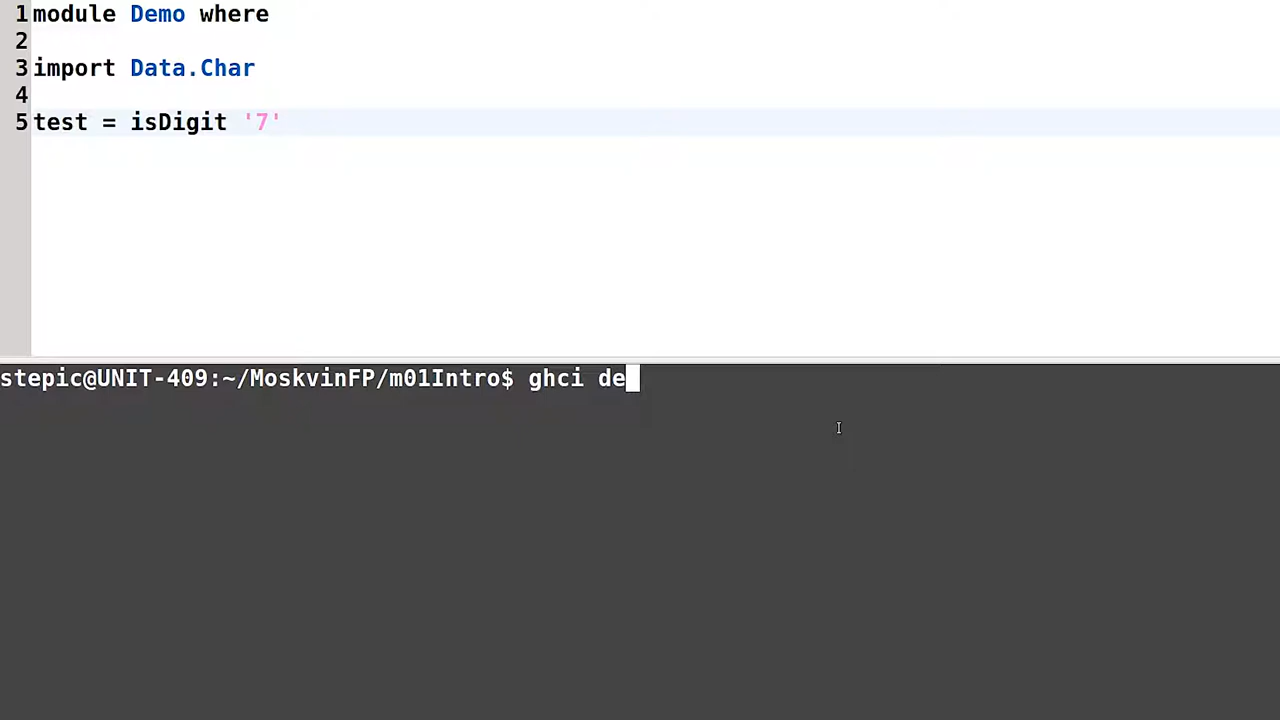 1 module Demo where
2
3 import Data.Char
4
5 test = isDigit '7'
stepic@UNIT-409:~/MoskvinFP/m01Intro$ ghci de